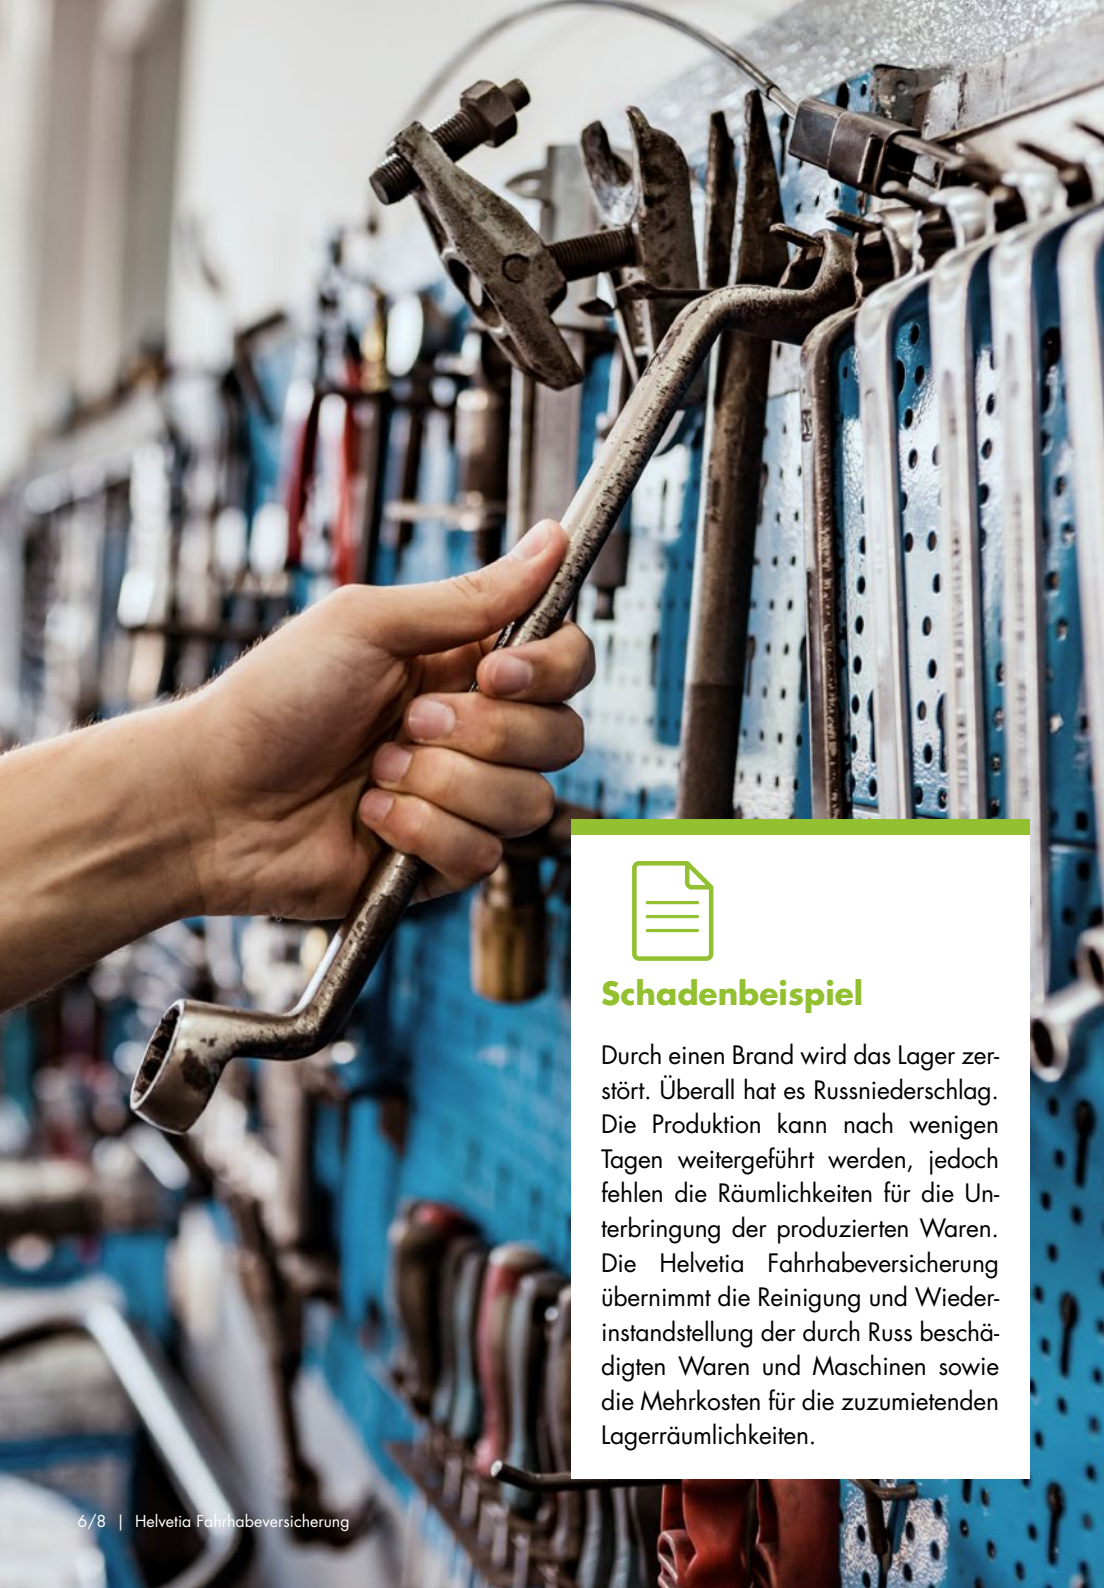 Schadenbeispiel
Durch einen Brand wird das Lager zer-
stört. Überall hat es Russniederschlag.
Die Produktion kann nach wenigen
Tagen weitergeführt werden, jedoch
fehlen die Räumlichkeiten für die Un-
terbringung der produzierten Waren.
Die Helvetia Fahrhabeversicherung
übernimmt die Reinigung und Wieder-
instandstellung der durch Russ beschä-
digten Waren und Maschinen sowie
die Mehrkosten für die zuzumietenden
Lagerräumlichkeiten.
6/8 | Helvetia Fahrhabeversicherung